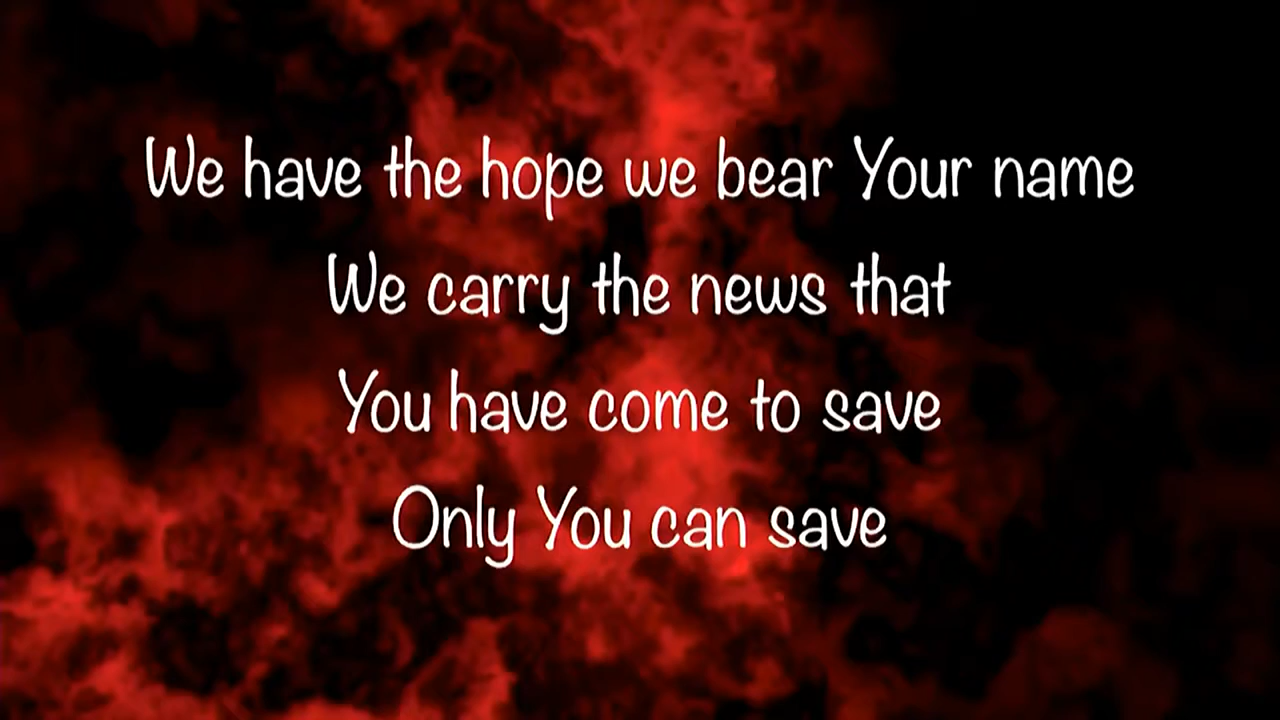 We have the hope we bear Your name
We carry the news that
You have come to save
Only You can save